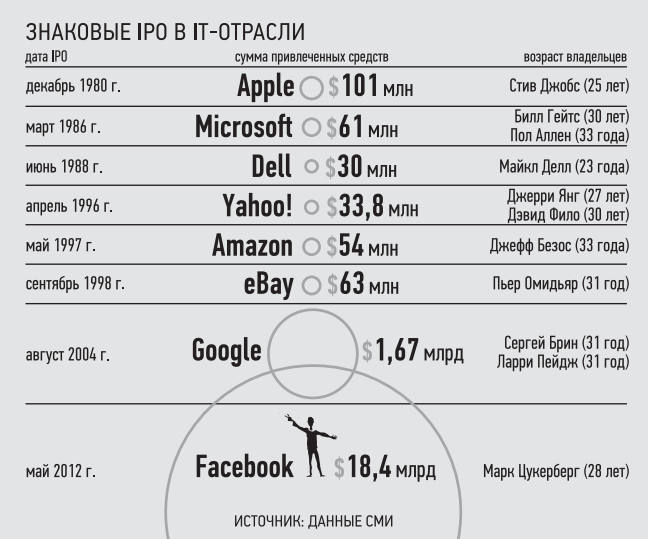 ЗНАКОВЫЕ IPO В IT-ОТРАСЛИ
дата IPO сумма привлеченных средств возраст владельцев
декабрь 1980 г. Apple $101 млн Стив Джобс (25 лет)
март 1986 г. Microsoft $61 млн Билл Гейтс (30 лет)
Пол Аллен (33 года)
июнь 1988 г. Dell $30 млн Майкл Делл (23 года)
апрель 1996 г. Yahoo! $33,8 млн Джерри Янг (27 лет)
Дэвид Фило (30 лет)
май 1997 г. Amazon $54 млн Джефф Безос (33 года)
сентябрь 1998 г. eBay $63 млн Пьер Омидьяр (31 год)
август 2004 г. Google $1,67 млрд Сергей Брин (31 год)
Ларри Пейдж (31 год)
май 2012 г. Facebook $18,4 млрд Марк Цукерберг (28 лет)
ИСТОЧНИК: ДАННЫЕ СМИ